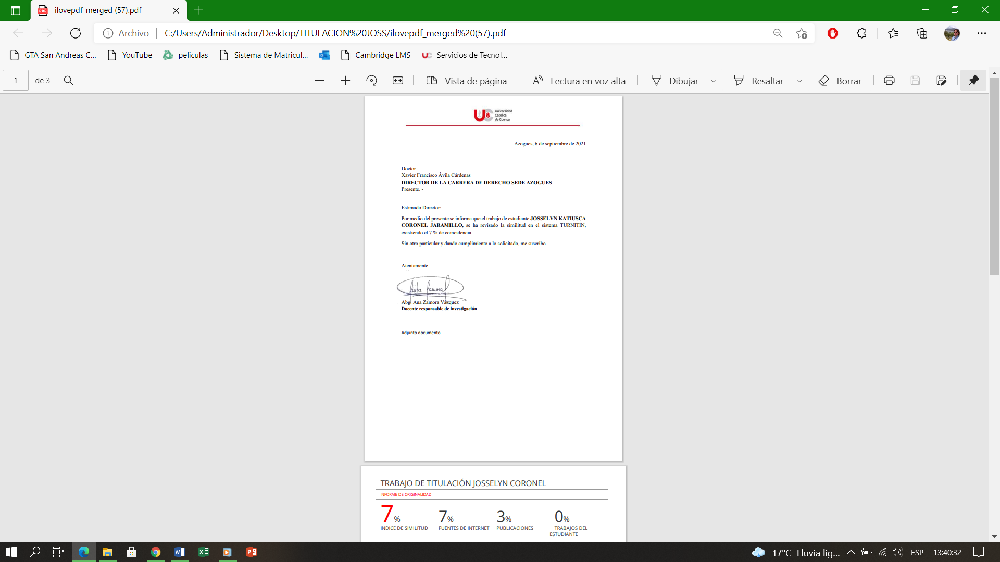 ilovepdf_merged (57).pdf
Archivo C:/Users/Administrador/Desktop/TITULACION%20JOSS/ilovepdf_merged%20(57).pdf
GTA San Andreas C... YouTube peliculas Sistema de Matricul... Cambridge LMS UC Servicios de Tecnol...
1 de 3 Vista de página Lectura en voz alta Dibujar Resaltar Borrar
UC Universidad
Católica
de Cuenca
Azogues, 6 de septiembre de 2021
Doctor
Xavier Francisco Ávila Cárdenas
DIRECTOR DE LA CARRERA DE DERECHO SEDE AZOGUES
Presente. -
Estimado Director:
Por medio del presente se informa que el trabajo de estudiante JOSSELYN KATIUSCA
CORONEL JARAMILLO, se ha revisado la similitud en el sistema TURNITIN,
existiendo el 7 % de coincidencia.
Sin otro particular y dando cumplimiento a lo solicitado, me suscribo.
Atentamente
Abg. Ana Zamora Vázquez
Docente responsable de investigación
Adjunto documento
TRABAJO DE TITULACIÓN JOSSELYN CORONEL
INFORME DE ORIGINALIDAD
7% 7% 3% 0%
INDICE DE SIMILITUD FUENTES DE INTERNET PUBLICACIONES TRABAJOS DEL
ESTUDIANTE
17°C Lluvia lig... ESP 13:40:32